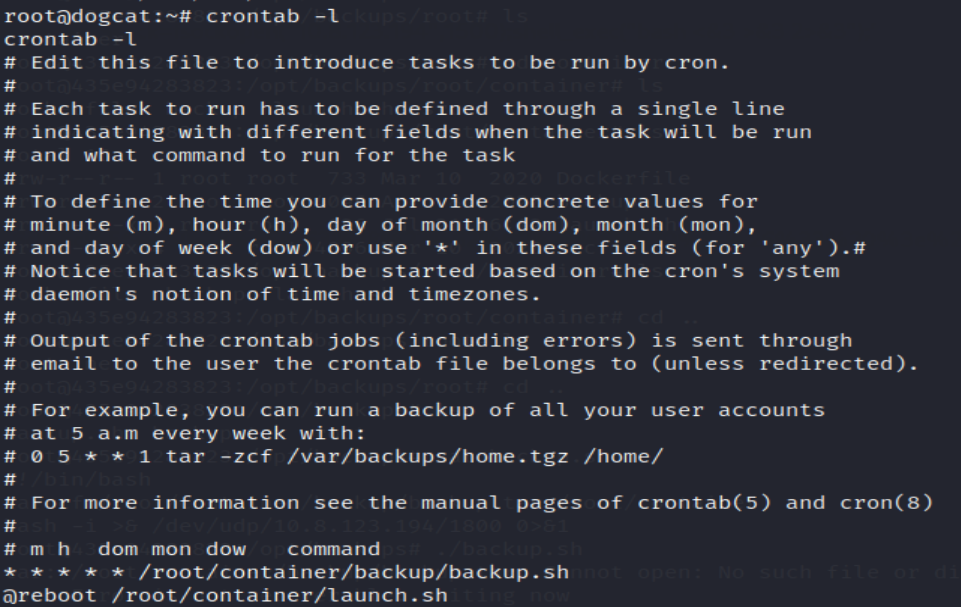 root@dogcat:~# crontab -l
crontab -l
# Edit this file to introduce tasks to be run by cron.
#
# Each task to run has to be defined through a single line
# indicating with different fields when the task will be run
# and what command to run for the task
#
# To define the time you can provide concrete values for
# minute (m), hour (h), day of month (dom), month (mon),
# and day of week (dow) or use '*' in these fields (for 'any').#
# Notice that tasks will be started based on the cron's system
# daemon's notion of time and timezones.
#
# Output of the crontab jobs (including errors) is sent through
# email to the user the crontab file belongs to (unless redirected).
#
# For example, you can run a backup of all your user accounts
# at 5 a.m every week with:
# 0 5 * * 1 tar -zcf /var/backups/home.tgz /home/
#
# For more information see the manual pages of crontab(5) and cron(8)
#
# m h  dom mon dow   command
* * * * * /root/container/backup/backup.sh
@reboot /root/container/launch.sh